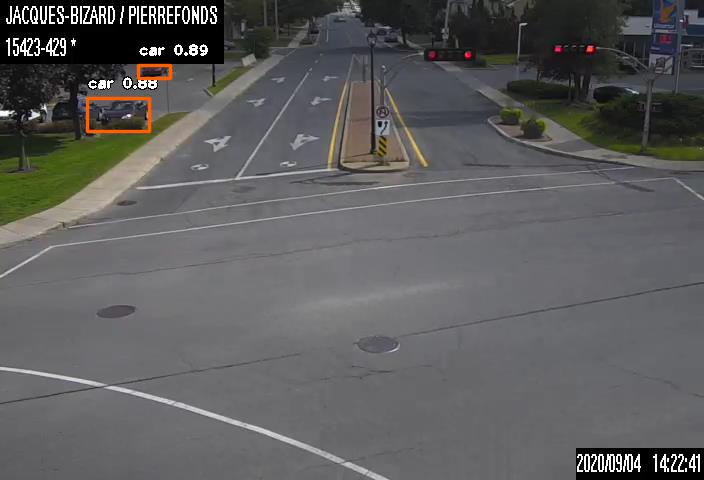 JACQUES-BIZARD / PIERREFONDS
15423-429 *
car 0.89
car 0.88
2020/09/04 14:22:41